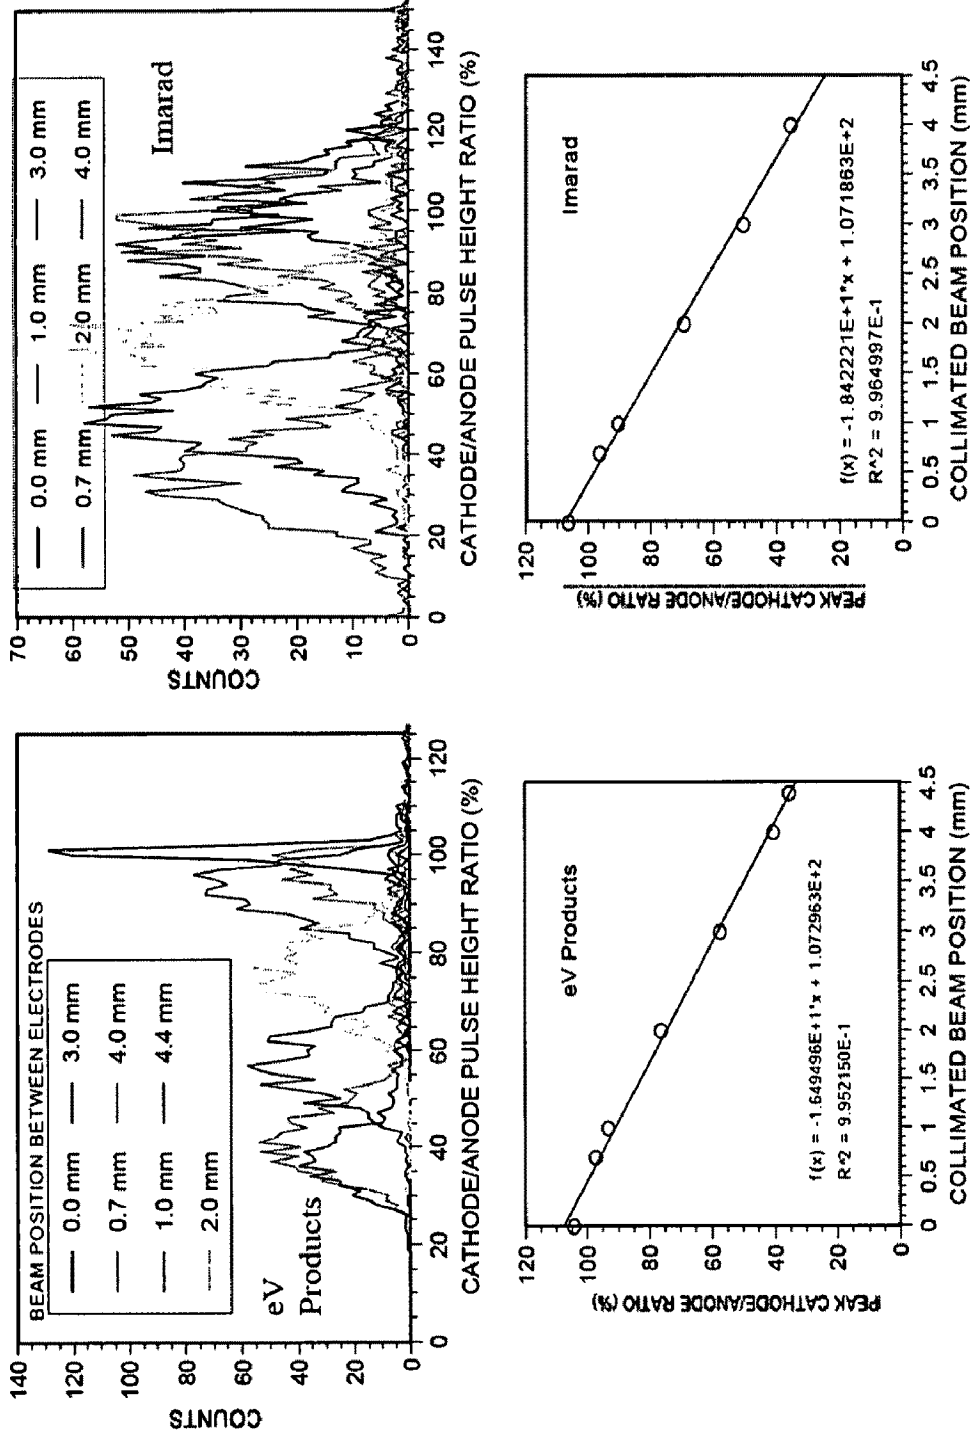 140
120
100
80
60
40
20
0
COUNTS
BEAM POSITION BETWEEN ELECTRODES
0.0 mm 3.0 mm
0.7 mm 4.0 mm
1.0 mm 4.4 mm
2.0 mm
eV
Products
0 20 40 60 80 100 120
CATHODE/ANODE PULSE HEIGHT RATIO (%)
70
60
50
40
30
20
10
0
COUNTS
0.0 mm 1.0 mm 3.0 mm
0.7 mm 2.0 mm 4.0 mm
Imarad
0 20 40 60 80 100 120 140
CATHODE/ANODE PULSE HEIGHT RATIO (%)
120
100
80
60
40
20
0
PEAK CATHODE/ANODE RATIO (%)
eV Products
f(x) = -1.649496E+1*x + 1.072963E+2
R^2 = 9.952150E-1
0 0.5 1 1.5 2 2.5 3 3.5 4 4.5
COLLIMATED BEAM POSITION (mm)
120
100
80
60
40
20
0
PEAK CATHODE/ANODE RATIO (%)
Imarad
f(x) = -1.842221E+1*x + 1.071863E+2
R^2 = 9.964997E-1
0 0.5 1 1.5 2 2.5 3 3.5 4 4.5
COLLIMATED BEAM POSITION (mm)